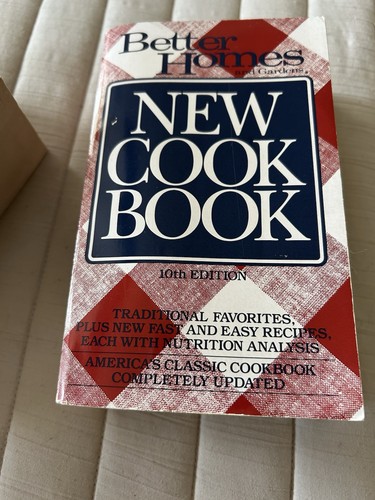 Better
Homes
and Gardens
NEW
COOK
BOOK
10th EDITION
TRADITIONAL FAVORITES,
PLUS NEW FAST AND EASY RECIPES,
EACH WITH NUTRITION ANALYSIS
AMERICA'S CLASSIC COOKBOOK
COMPLETELY UPDATED